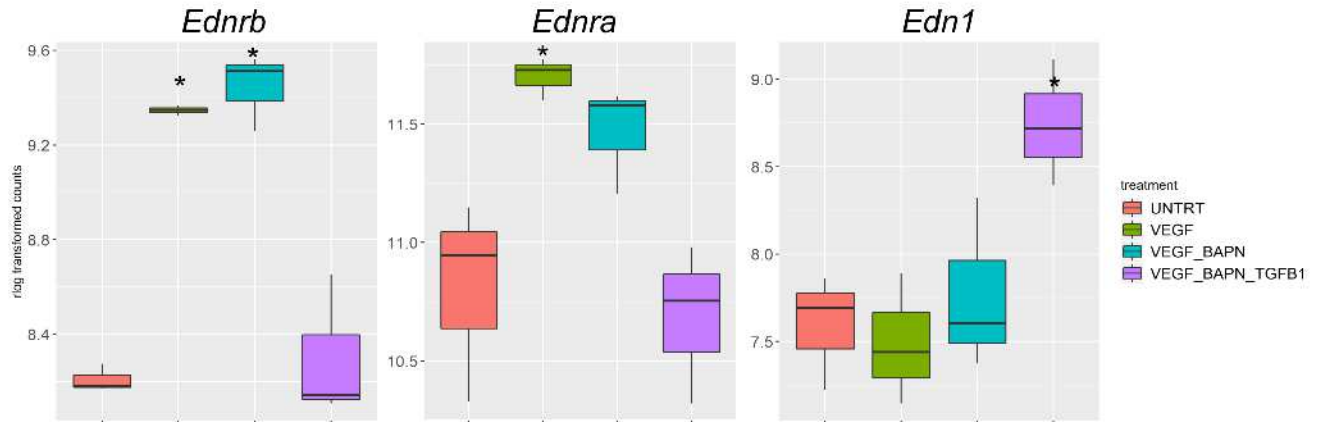 Ednrb
Ednra
Edn1
rlog transformed counts
9.6
9.2
8.8
8.4
*
*
11.5
11.0
10.5
*
9.0
8.5
8.0
7.5
*
treatment
UNTRT
VEGF
VEGF_BAPN
VEGF_BAPN_TGFB1